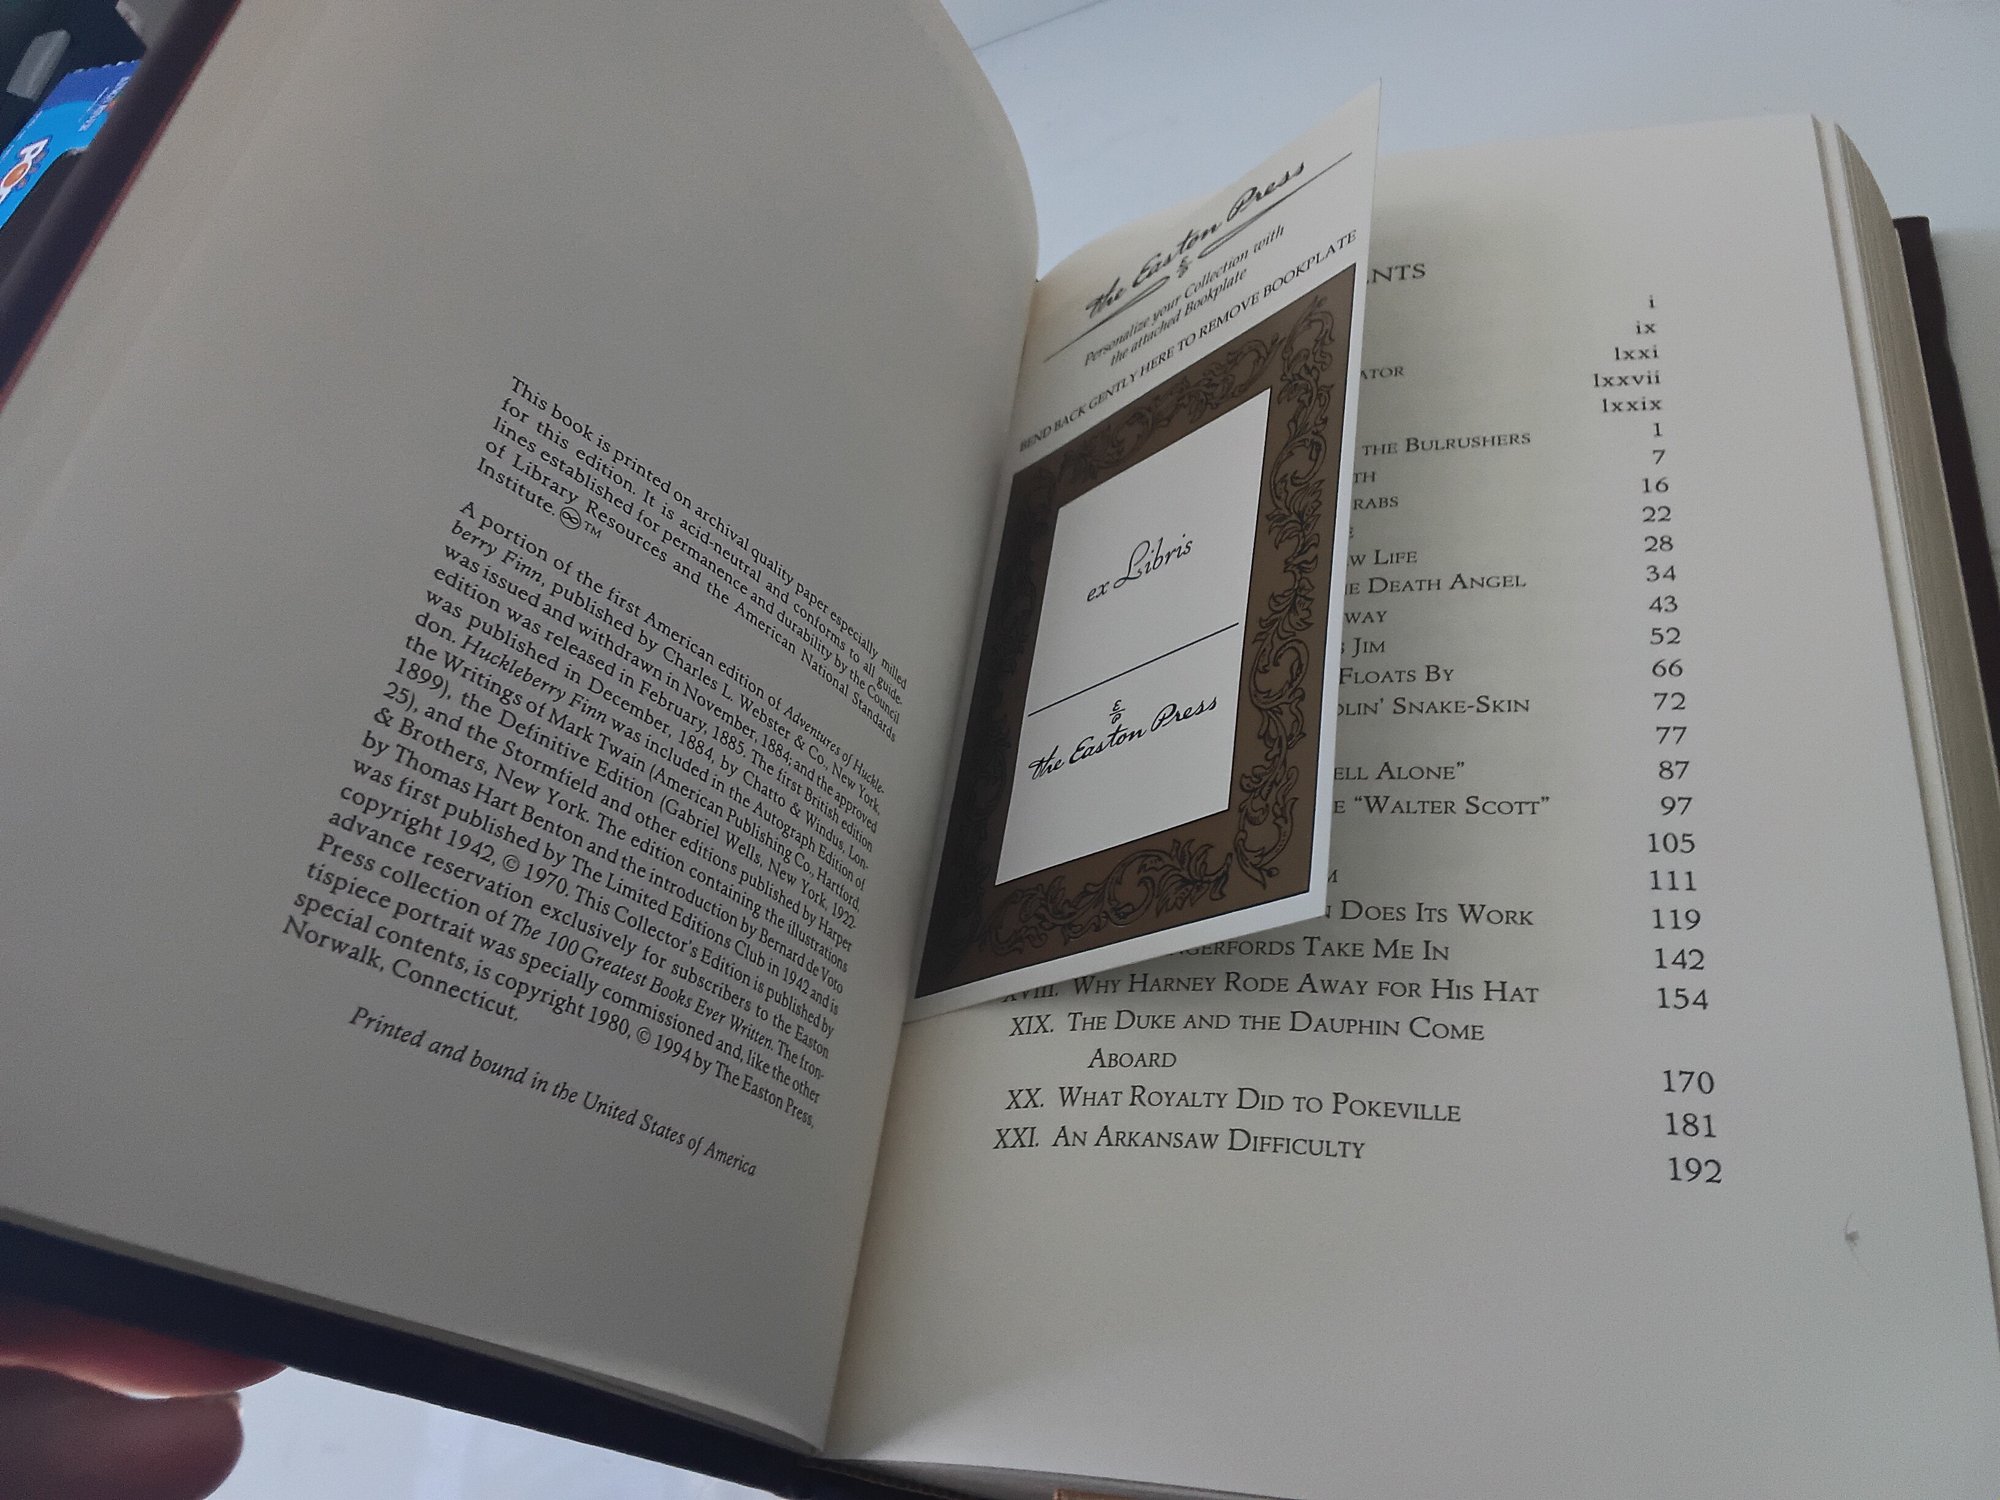 This book is printed on archival quality paper especially milled
for this edition. It is acid-neutral and conforms to all guide-
lines established for permanence and durability by the Council
of Library Resources and the American National Standards
Institute. ♾™
A portion of the first American edition of Adventures of Huckle-
berry Finn, published by Charles L. Webster & Co., New York,
was issued and withdrawn in November, 1884; and the approved
edition was released in February, 1885. The first British edition
was published in December, 1884, by Chatto & Windus, Lon-
don. Huckleberry Finn was included in the Autograph Edition of
the Writings of Mark Twain (American Publishing Co., Hartford,
1899), the Definitive Edition (Gabriel Wells, New York, 1922-
25), and the Stormfield and other editions published by Harper
& Brothers, New York. The edition containing the illustrations
by Thomas Hart Benton and the introduction by Bernard de Voto
was first published by The Limited Editions Club in 1942 and is
copyright 1942, © 1970. This Collector's Edition is published by
advance reservation exclusively for subscribers to the Easton
Press collection of The 100 Greatest Books Ever Written. The fron-
tispiece portrait was specially commissioned and, like the other
special contents, is copyright 1980, © 1994 by The Easton Press,
Norwalk, Connecticut.
Printed and bound in the United States of America
The Easton Press
Personalize your Collection with
the attached Bookplate
BEND BACK GENTLY HERE TO REMOVE BOOKPLATE
ex Libris
The Easton Press
NTS
i
ix
lxxi
ATOR lxxvii
lxxix
THE BULRUSHERS 1
TH 7
RABS 16
E 22
W LIFE 28
E DEATH ANGEL 34
WAY 43
S JIM 52
FLOATS BY 66
OLIN' SNAKE-SKIN 72
77
ELL ALONE" 87
E "WALTER SCOTT" 97
105
M 111
N DOES ITS WORK 119
GERFORDS TAKE ME IN 142
XVIII. WHY HARNEY RODE AWAY FOR HIS HAT 154
XIX. THE DUKE AND THE DAUPHIN COME
ABOARD 170
XX. WHAT ROYALTY DID TO POKEVILLE 181
XXI. AN ARKANSAW DIFFICULTY 192